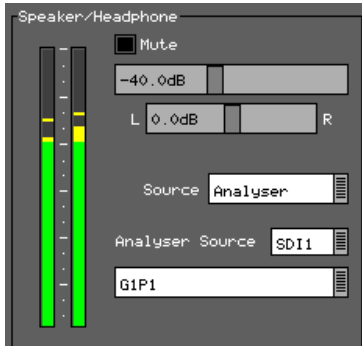 Speaker/Headphone
Mute
-40.0dB
L 0.0dB R
Source Analyser
Analyser Source SDI1
G1P1